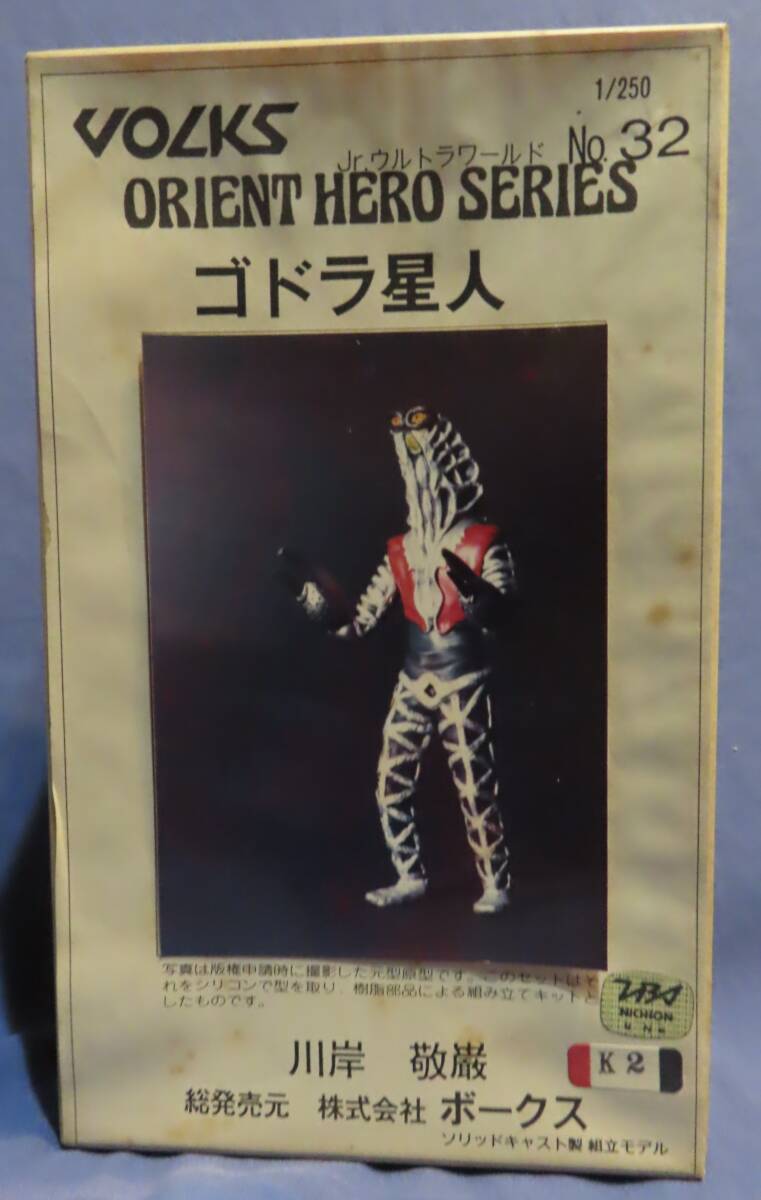 1/250
VOLKS
Jr.ウルトラワールド No.32
ORIENT HERO SERIES
ゴドラ星人
写真は版権申請時に撮影した元型原型です。このセットはそ
れをシリコンで型を取り、樹脂部品による組み立てキットと
したものです。
TBS
NICHION
川岸 敬厳
K2
総発売元 株式会社 ボークス
ソリッドキャスト製 組立モデル